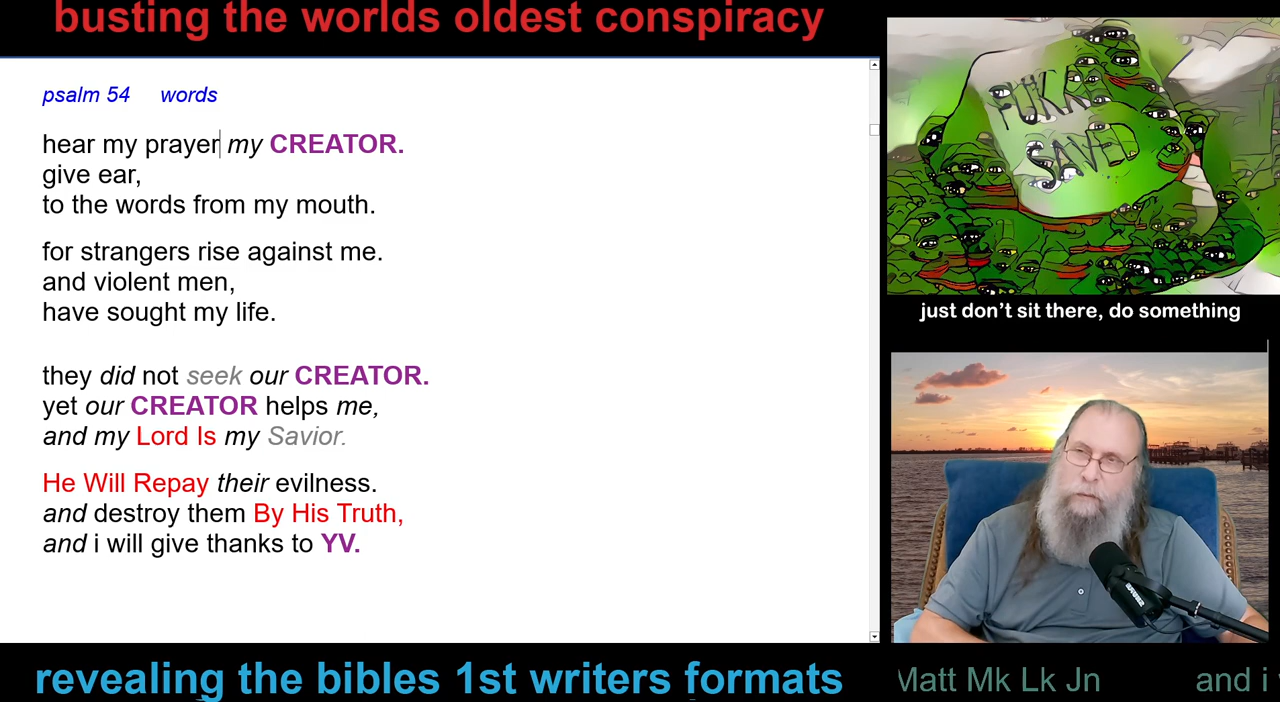 busting the worlds oldest conspiracy
psalm 54 words
hear my prayer my CREATOR.
give ear,
to the words from my mouth.
for strangers rise against me.
and violent men,
have sought my life.
they did not seek our CREATOR.
yet our CREATOR helps me,
and my Lord Is my Savior.
He Will Repay their evilness.
and destroy them By His Truth,
and i will give thanks to YV.
SAVED
just don’t sit there, do something
revealing the bibles 1st writers formats
Matt Mk Lk Jn and i